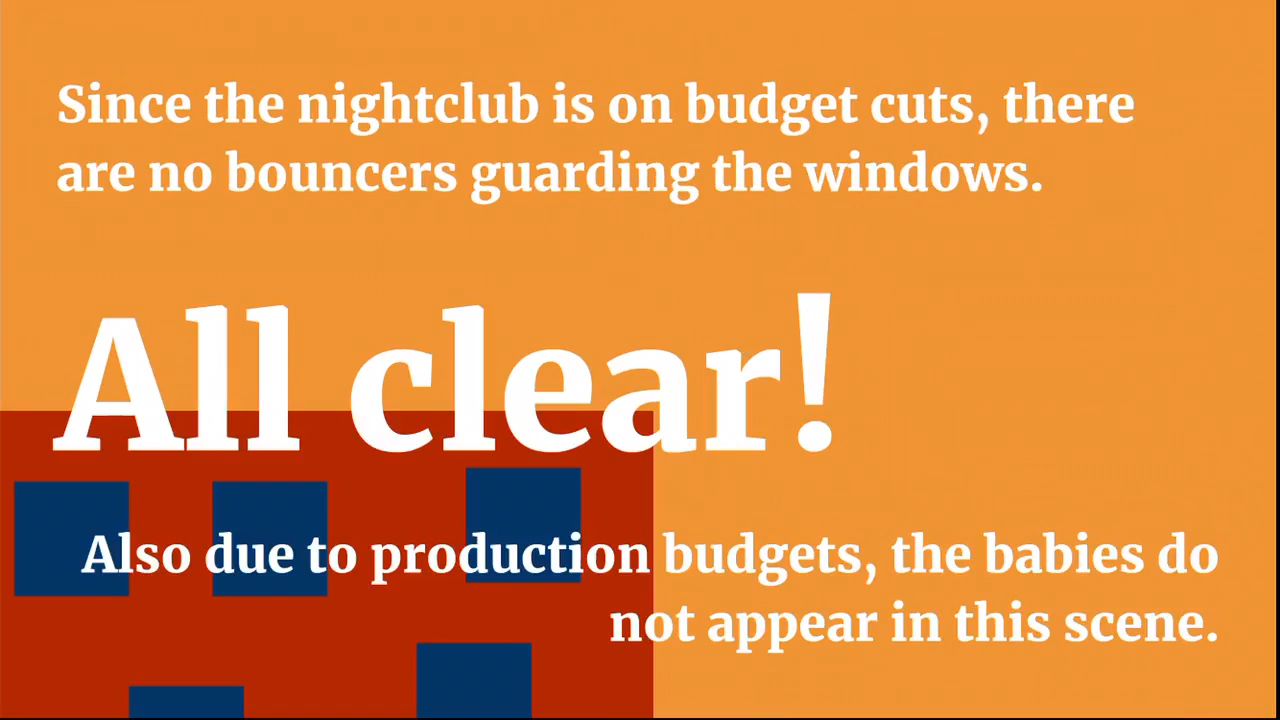 Since the nightclub is on budget cuts, there
are no bouncers guarding the windows.
All clear!
Also due to production budgets, the babies do
not appear in this scene.